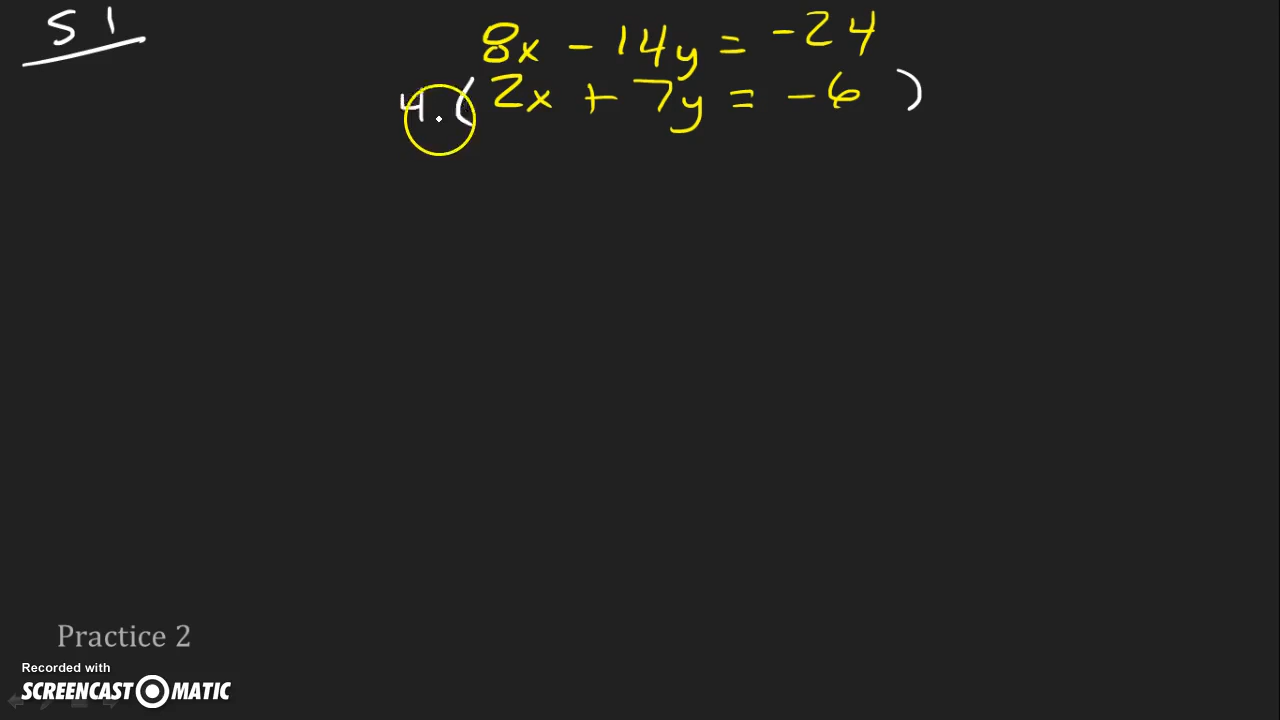 S 1
8x - 14y = -24
4 · ( 2x + 7y = -6 )
Practice 2
Recorded with
SCREENCAST MATIC